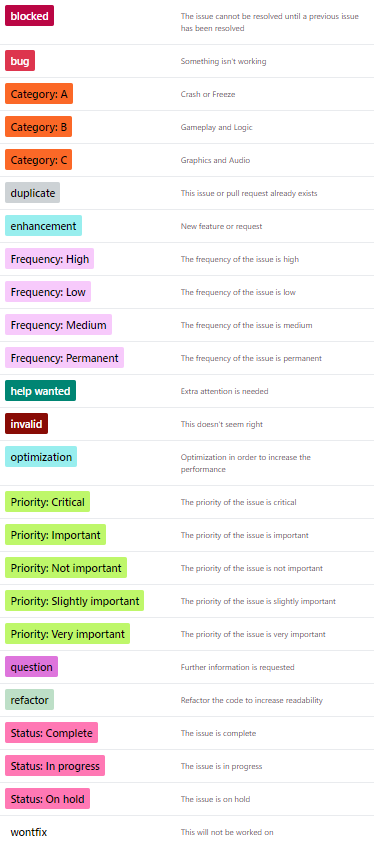 blocked The issue cannot be resolved until a previous issue
has been resolved
bug Something isn't working
Category: A Crash or Freeze
Category: B Gameplay and Logic
Category: C Graphics and Audio
duplicate This issue or pull request already exists
enhancement New feature or request
Frequency: High The frequency of the issue is high
Frequency: Low The frequency of the issue is low
Frequency: Medium The frequency of the issue is medium
Frequency: Permanent The frequency of the issue is permanent
help wanted Extra attention is needed
invalid This doesn't seem right
optimization Optimization in order to increase the
performance
Priority: Critical The priority of the issue is critical
Priority: Important The priority of the issue is important
Priority: Not important The priority of the issue is not important
Priority: Slightly important The priority of the issue is slightly important
Priority: Very important The priority of the issue is very important
question Further information is requested
refactor Refactor the code to increase readability
Status: Complete The issue is complete
Status: In progress The issue is in progress
Status: On hold The issue is on hold
wontfix This will not be worked on